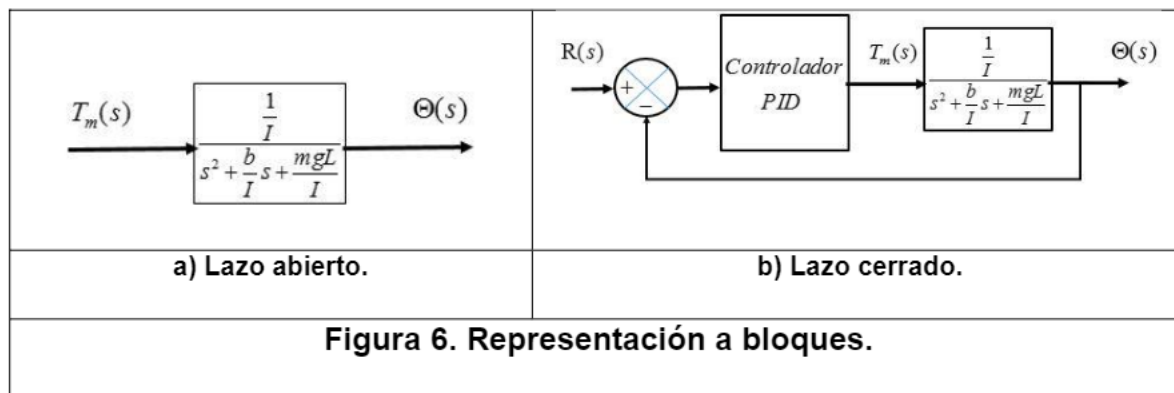 T_m(s)
1
I
s² + b/I s + mgL/I
Θ(s)
R(s)
+
−
Controlador
PID
T_m(s)
1
I
s² + b/I s + mgL/I
Θ(s)
a) Lazo abierto.
b) Lazo cerrado.
Figura 6. Representación a bloques.